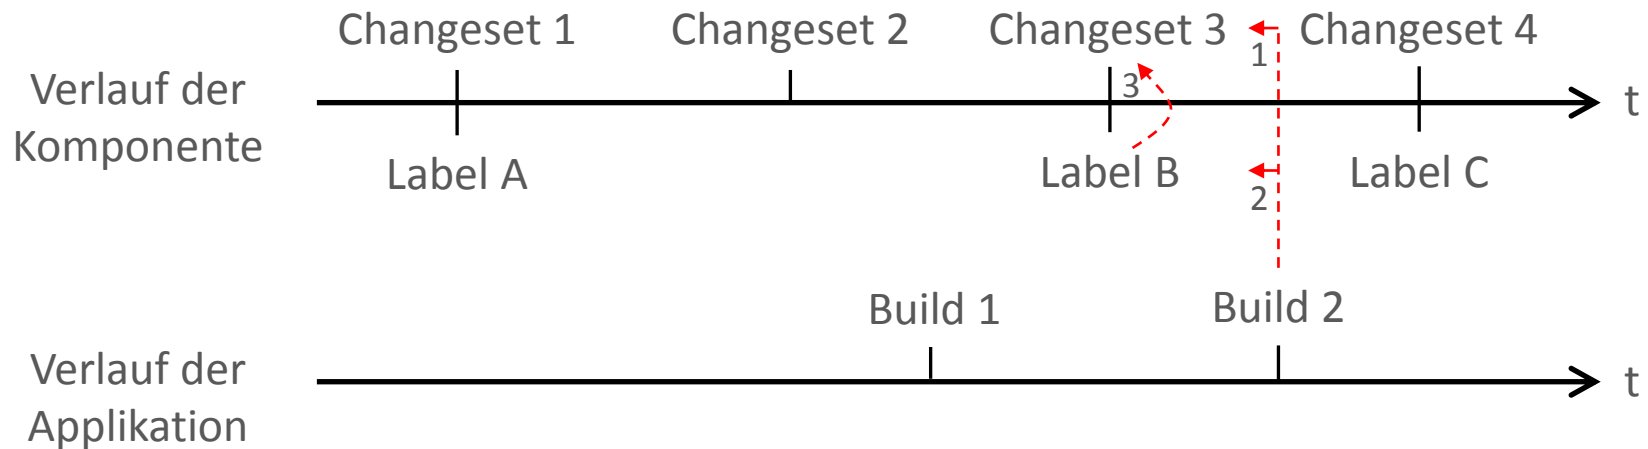 Changeset 1 Changeset 2 Changeset 3 Changeset 4
1
Verlauf der
Komponente
3
t
Label A Label B Label C
2
Build 1 Build 2
Verlauf der
Applikation
t